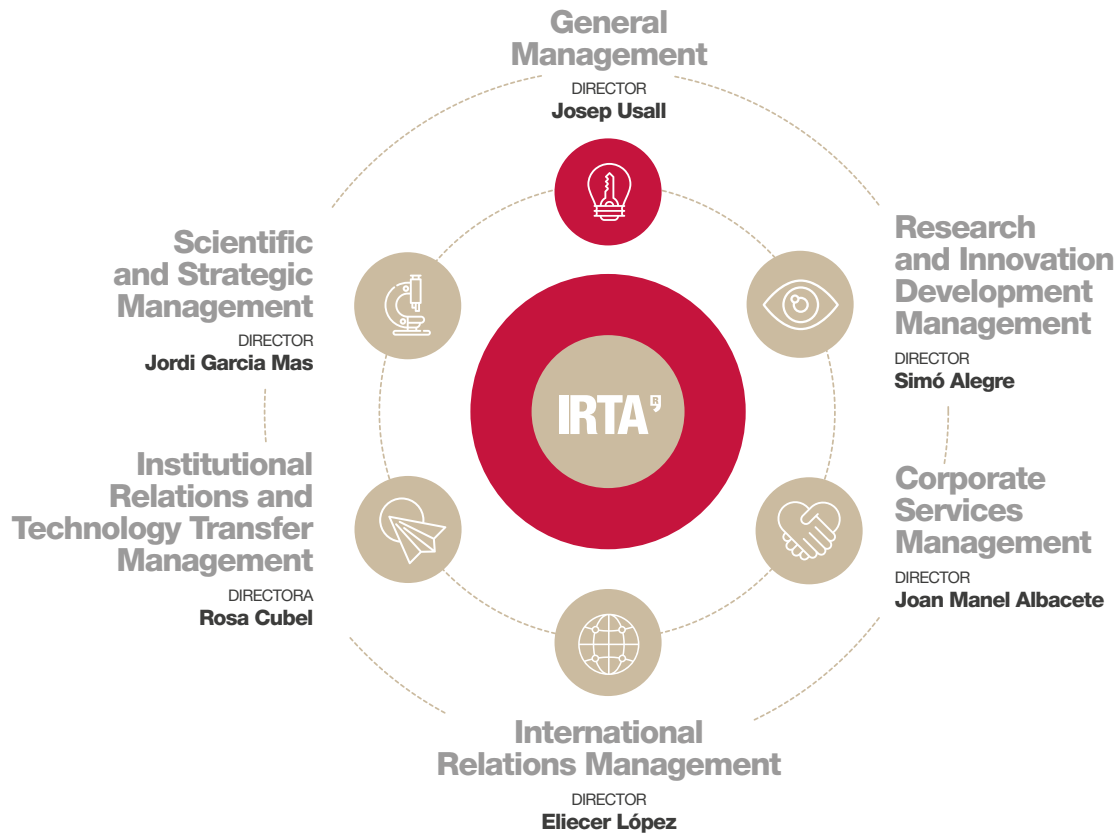 General
Management
DIRECTOR
Josep Usall
Research
and Innovation
Development
Management
DIRECTOR
Simó Alegre
Corporate
Services
Management
DIRECTOR
Joan Manel Albacete
International
Relations Management
DIRECTOR
Eliecer López
Institutional
Relations and
Technology Transfer
Management
DIRECTORA
Rosa Cubel
Scientific
and Strategic
Management
DIRECTOR
Jordi Garcia Mas
IRTA
R